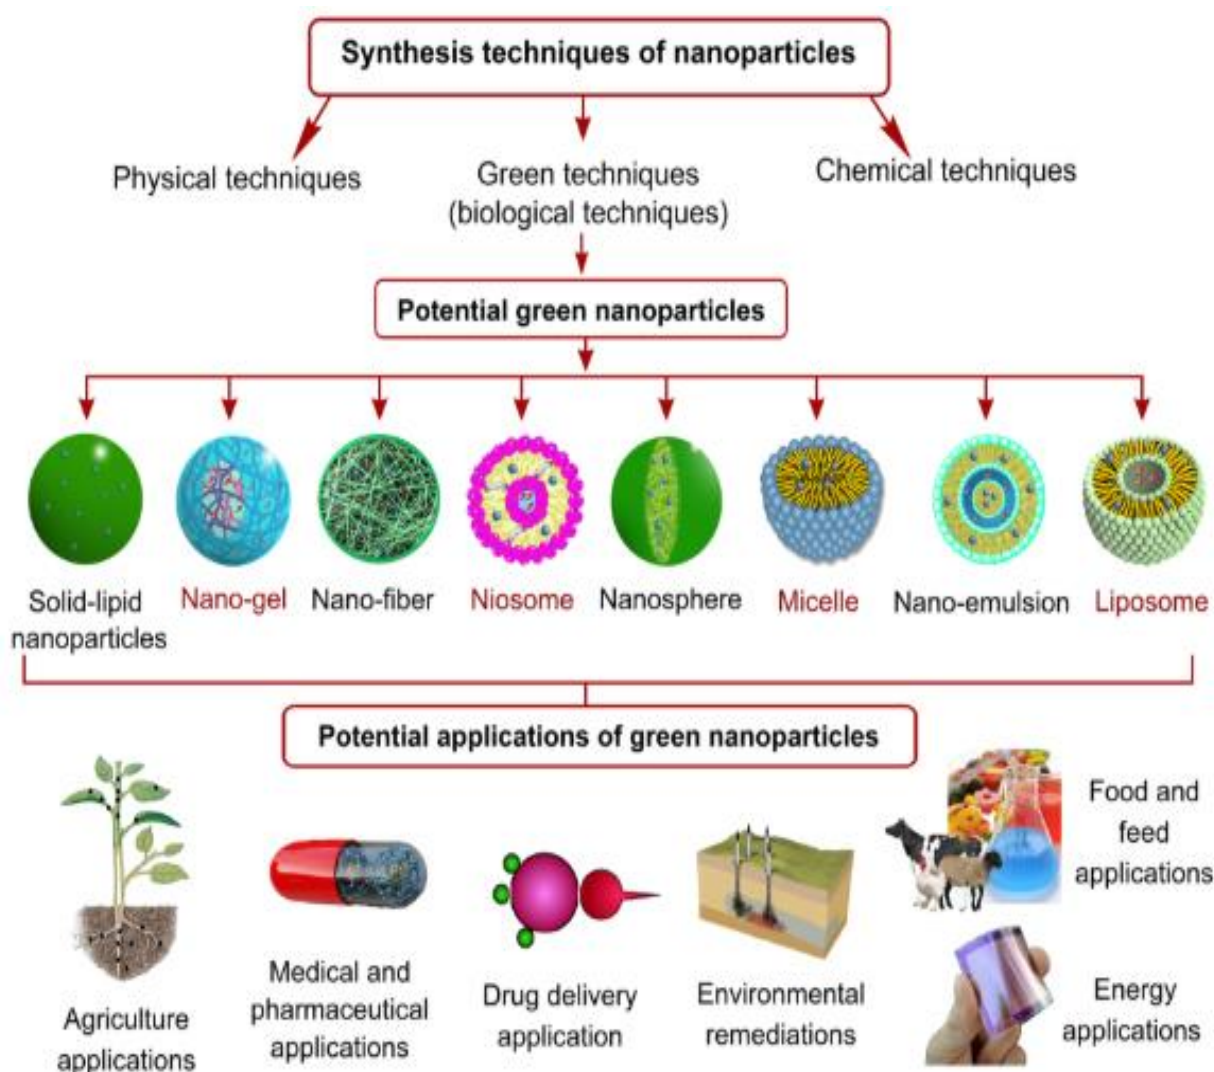 Synthesis techniques of nanoparticles
Physical techniques
Green techniques
(biological techniques)
Chemical techniques
Potential green nanoparticles
Solid-lipid
nanoparticles
Nano-gel
Nano-fiber
Niosome
Nanosphere
Micelle
Nano-emulsion
Liposome
Potential applications of green nanoparticles
Agriculture
applications
Medical and
pharmaceutical
applications
Drug delivery
application
Environmental
remediations
Food and
feed
applications
Energy
applications